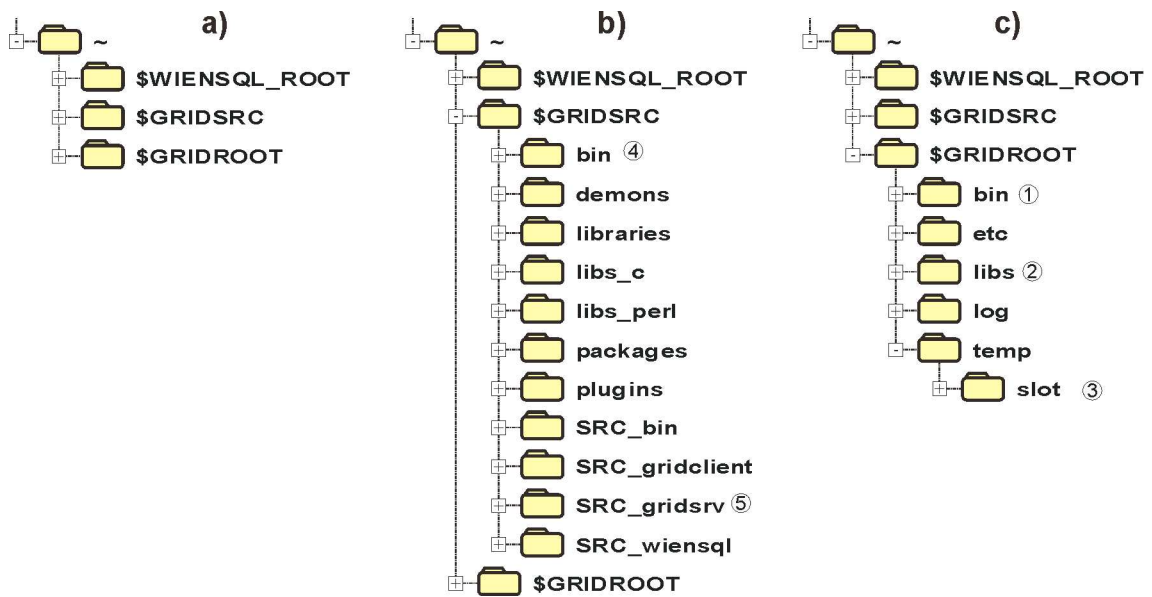 a)
~
$WIENSQL_ROOT
$GRIDSRC
$GRIDROOT
b)
~
$WIENSQL_ROOT
$GRIDSRC
bin ④
demons
libraries
libs_c
libs_perl
packages
plugins
SRC_bin
SRC_gridclient
SRC_gridsrv ⑤
SRC_wiensql
$GRIDROOT
c)
~
$WIENSQL_ROOT
$GRIDSRC
$GRIDROOT
bin ①
etc
libs ②
log
temp
slot ③